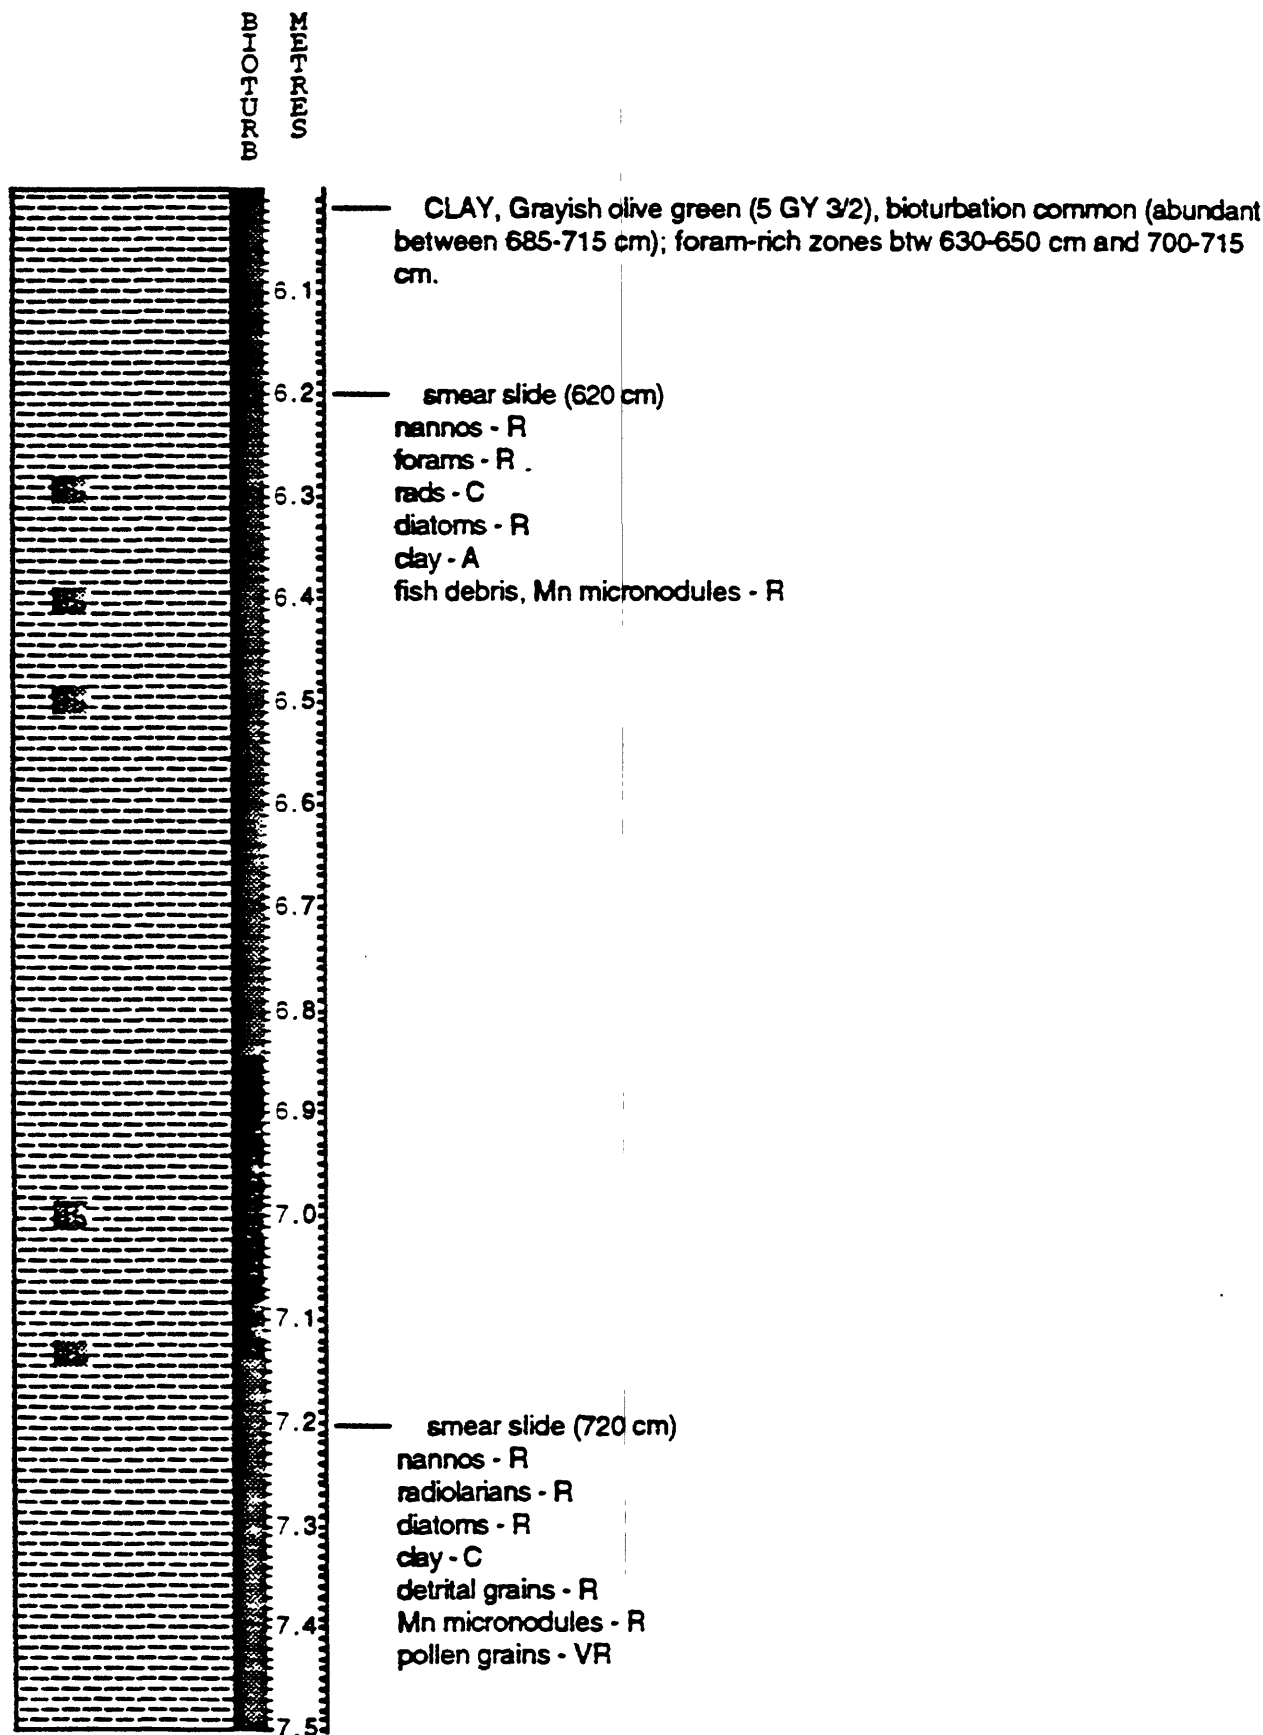 BIOTURB
METRES
CLAY, Grayish olive green (5 GY 3/2), bioturbation common (abundant
between 685-715 cm); foram-rich zones btw 630-650 cm and 700-715
cm.
6.1
6.2
smear slide (620 cm)
nannos - R
forams - R
rads - C
6.3
diatoms - R
clay - A
fish debris, Mn micronodules - R
6.4
6.5
6.6
6.7
6.8
6.9
7.0
7.1
7.2
smear slide (720 cm)
nannos - R
radiolarians - R
diatoms - R
7.3
clay - C
detrital grains - R
Mn micronodules - R
7.4
pollen grains - VR
7.5